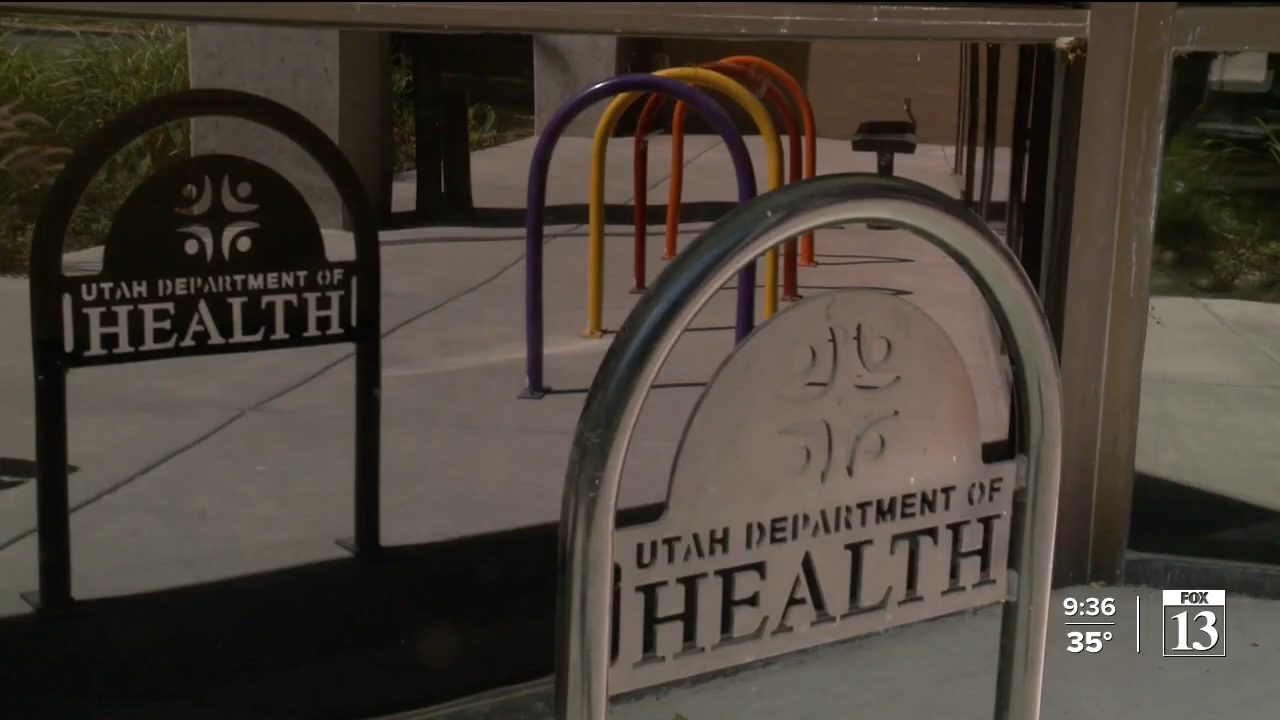 UTAH DEPARTMENT OF
HEALTH
UTAH DEPARTMENT OF
HEALTH
9:36
35°
FOX
13